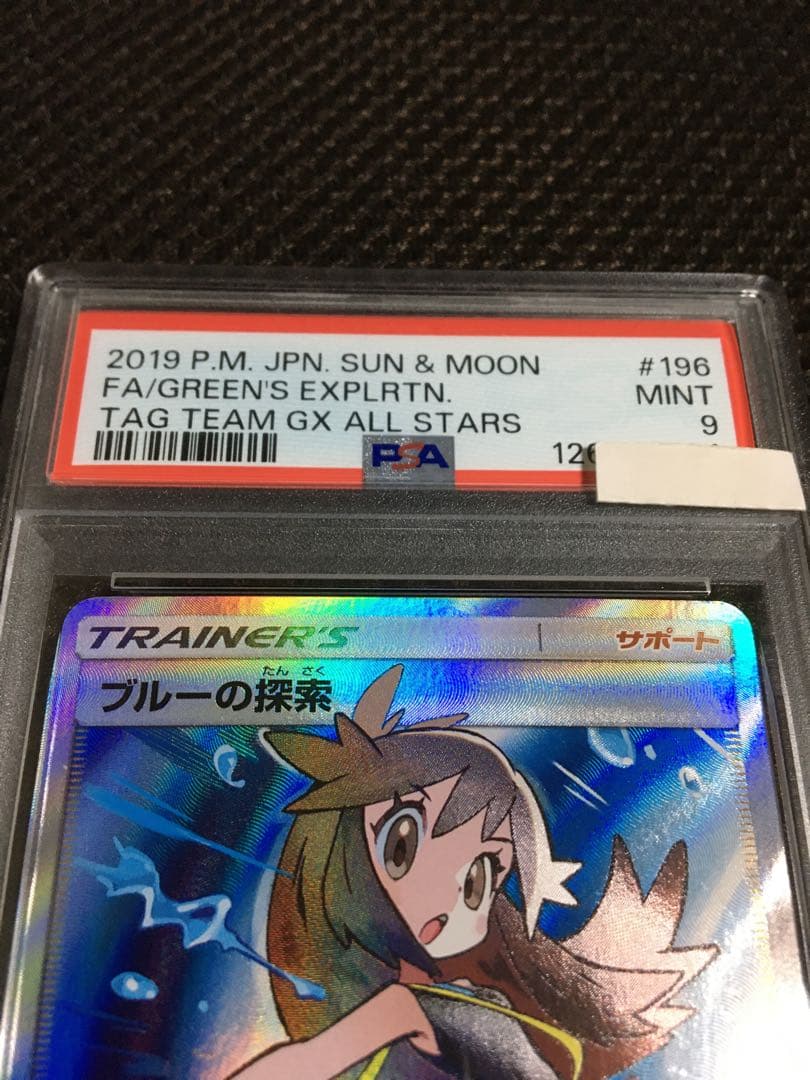 2019 P.M. JPN. SUN & MOON #196
FA/GREEN'S EXPLRTN. MINT
TAG TEAM GX ALL STARS 9
PSA 126
TRAINER'S サポート
たん さく
ブルーの探索